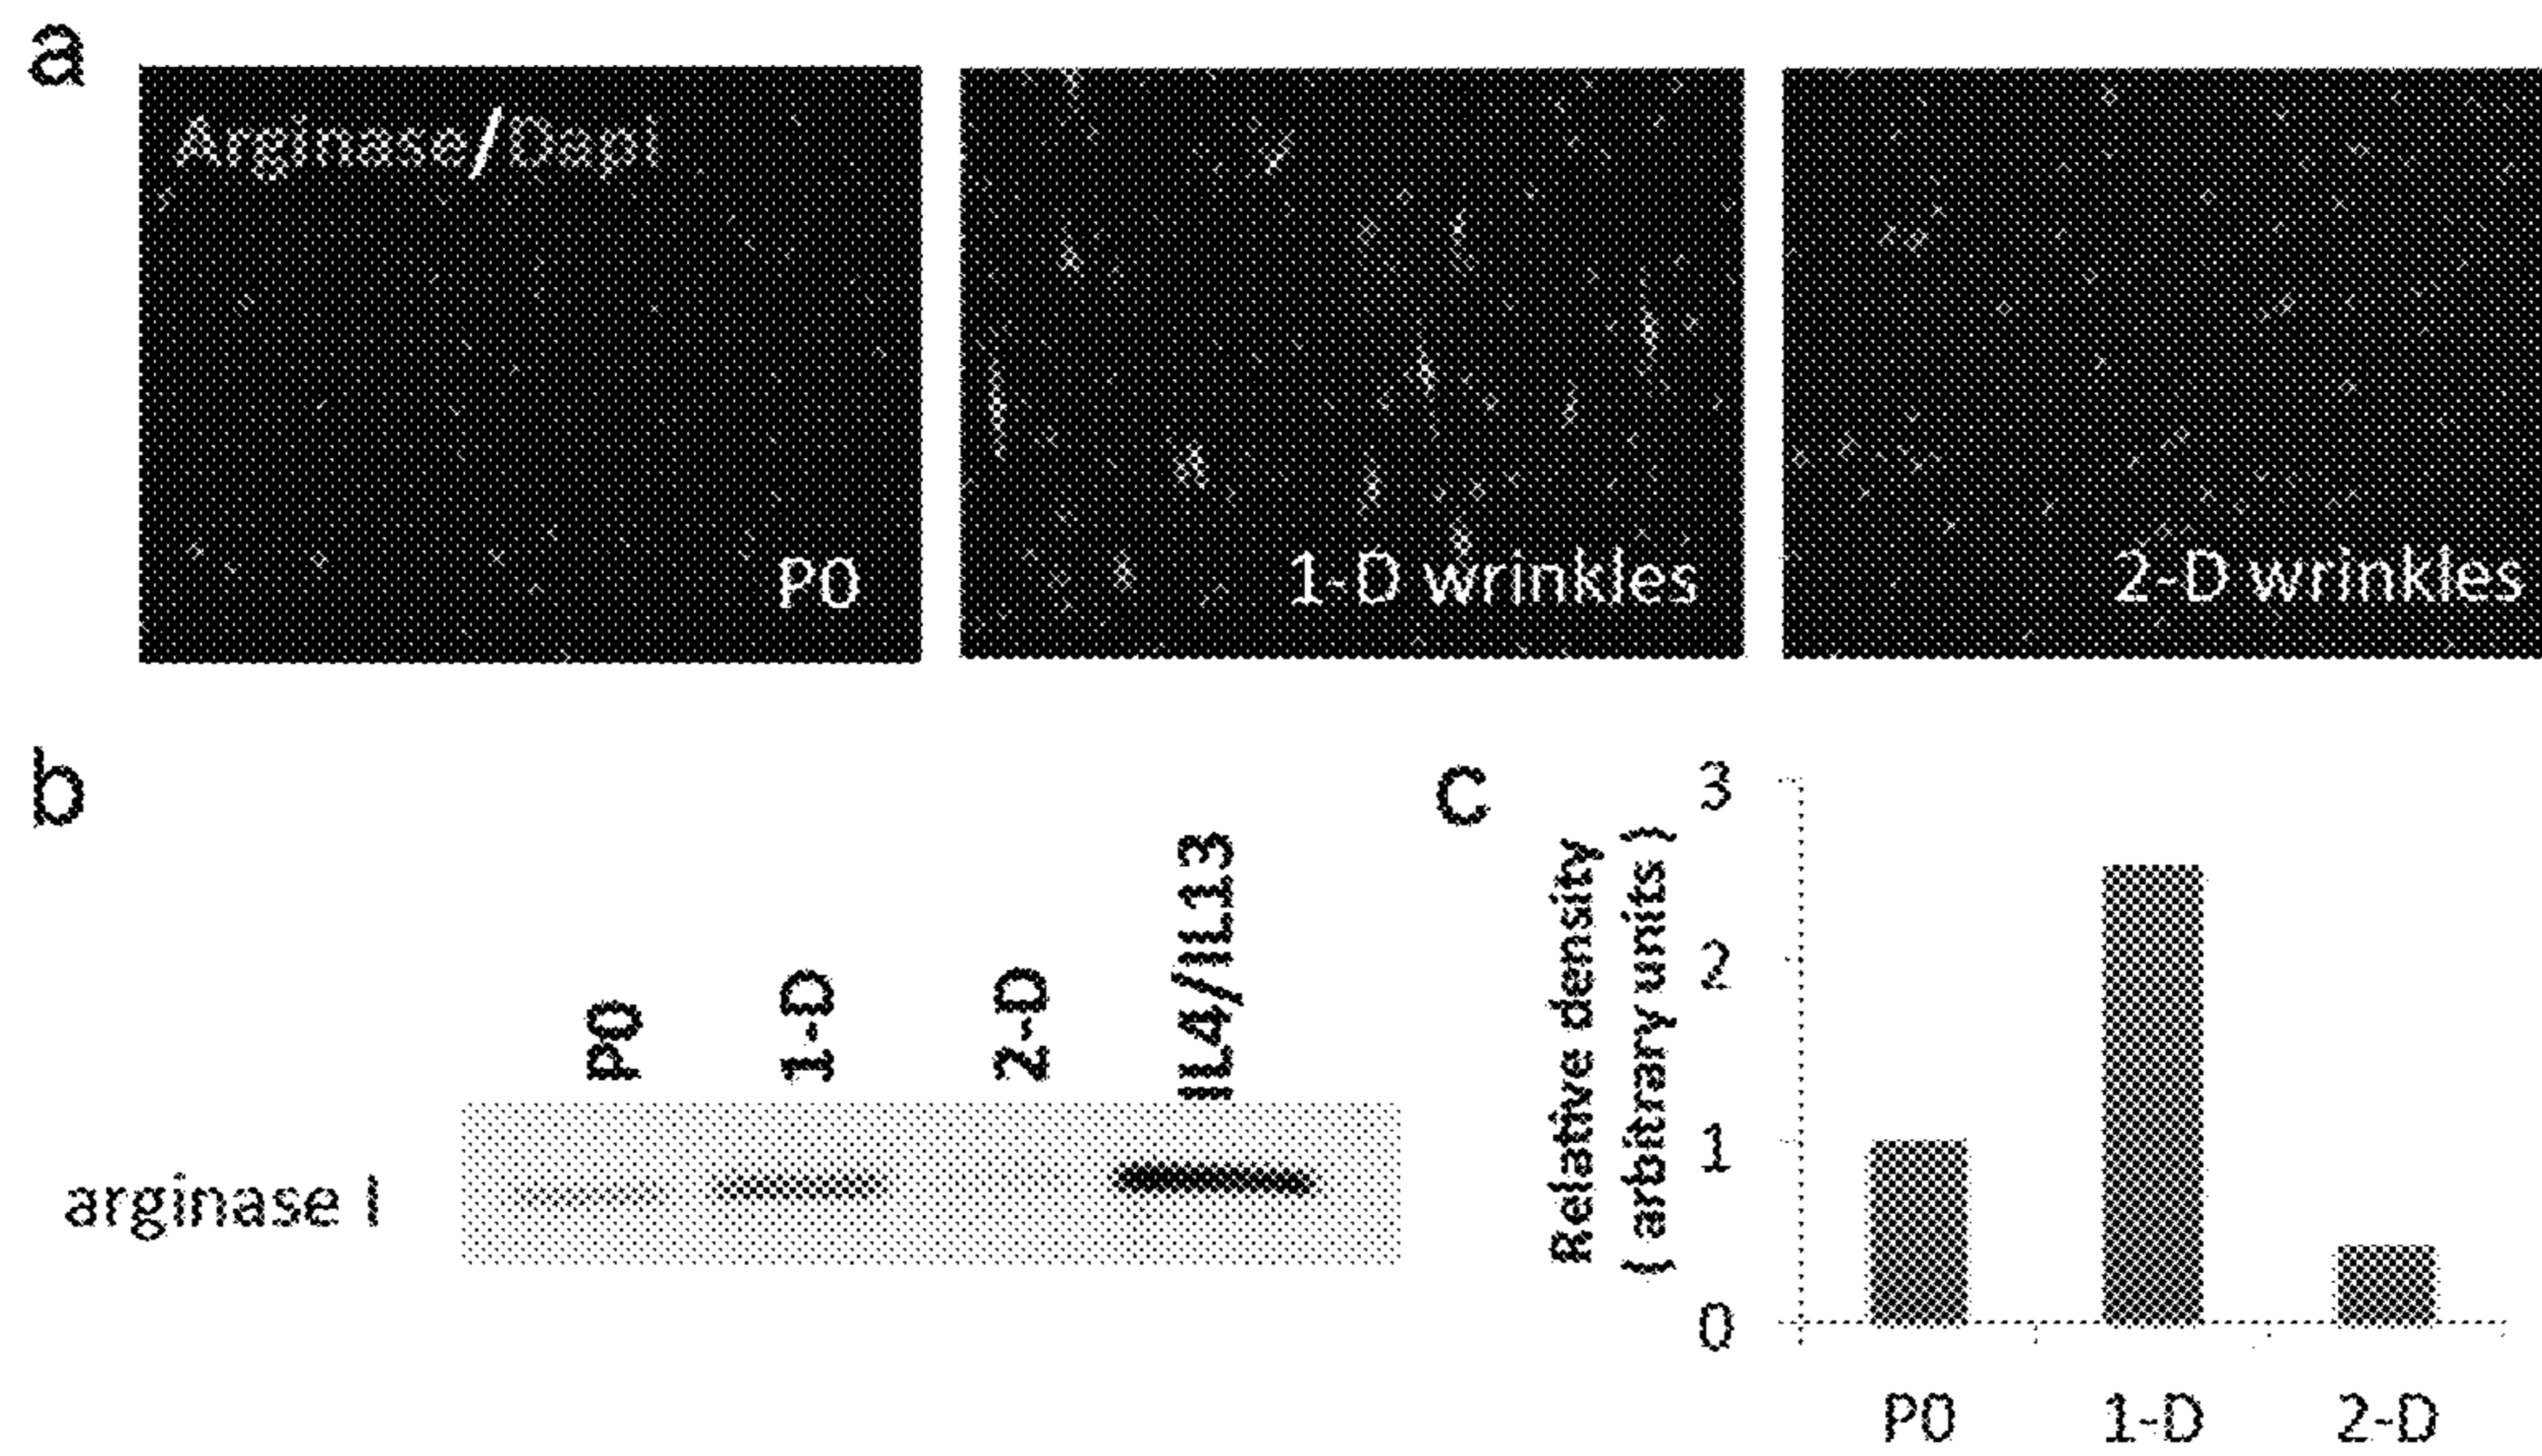 a
Arginase/Dapi
P0
1-D wrinkles
2-D wrinkles
b
P0
1-D
2-D
IL4//IL13
arginase I
c
Relative density
( arbitrary units )
3
2
1
0
P0
1-D
2-D